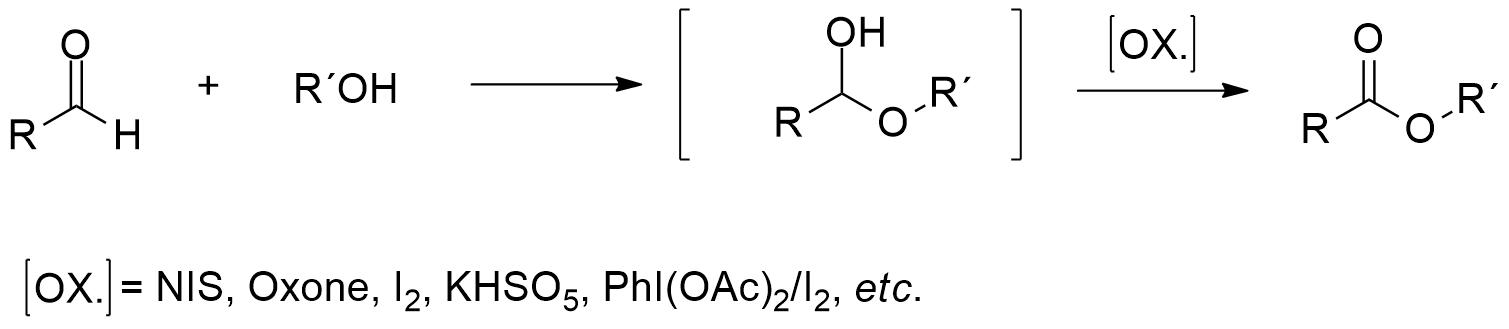 O
R
H
+
R´OH
OH
R
O
R´
[OX.]
O
R
O
R´
[OX.] = NIS, Oxone, I₂, KHSO₅, PhI(OAc)₂/I₂, etc.